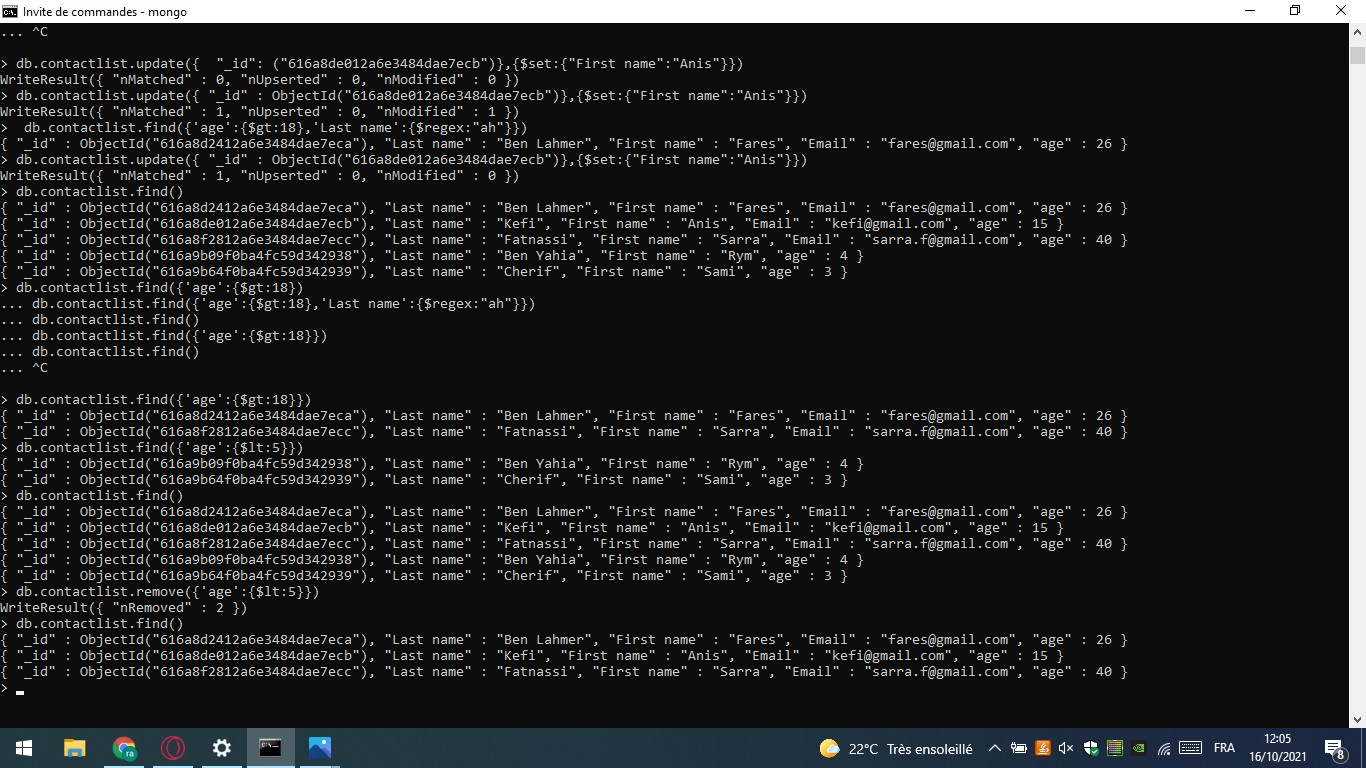 Invite de commandes - mongo
... ^C
> db.contactlist.update({  "_id": ("616a8de012a6e3484dae7ecb")},{$set:{"First name":"Anis"}})
WriteResult({ "nMatched" : 0, "nUpserted" : 0, "nModified" : 0 })
> db.contactlist.update({ "_id" : ObjectId("616a8de012a6e3484dae7ecb")},{$set:{"First name":"Anis"}})
WriteResult({ "nMatched" : 1, "nUpserted" : 0, "nModified" : 1 })
>  db.contactlist.find({'age':{$gt:18},'Last name':{$regex:"ah"}})
{ "_id" : ObjectId("616a8d2412a6e3484dae7eca"), "Last name" : "Ben Lahmer", "First name" : "Fares", "Email" : "fares@gmail.com", "age" : 26 }
> db.contactlist.update({ "_id" : ObjectId("616a8de012a6e3484dae7ecb")},{$set:{"First name":"Anis"}})
WriteResult({ "nMatched" : 1, "nUpserted" : 0, "nModified" : 0 })
> db.contactlist.find()
{ "_id" : ObjectId("616a8d2412a6e3484dae7eca"), "Last name" : "Ben Lahmer", "First name" : "Fares", "Email" : "fares@gmail.com", "age" : 26 }
{ "_id" : ObjectId("616a8de012a6e3484dae7ecb"), "Last name" : "Kefi", "First name" : "Anis", "Email" : "kefi@gmail.com", "age" : 15 }
{ "_id" : ObjectId("616a8f2812a6e3484dae7ecc"), "Last name" : "Fatnassi", "First name" : "Sarra", "Email" : "sarra.f@gmail.com", "age" : 40 }
{ "_id" : ObjectId("616a9b09f0ba4fc59d342938"), "Last name" : "Ben Yahia", "First name" : "Rym", "age" : 4 }
{ "_id" : ObjectId("616a9b64f0ba4fc59d342939"), "Last name" : "Cherif", "First name" : "Sami", "age" : 3 }
> db.contactlist.find({'age':{$gt:18})
... db.contactlist.find({'age':{$gt:18},'Last name':{$regex:"ah"}})
... db.contactlist.find()
... db.contactlist.find({'age':{$gt:18}})
... db.contactlist.find()
... ^C
> db.contactlist.find({'age':{$gt:18}})
{ "_id" : ObjectId("616a8d2412a6e3484dae7eca"), "Last name" : "Ben Lahmer", "First name" : "Fares", "Email" : "fares@gmail.com", "age" : 26 }
{ "_id" : ObjectId("616a8f2812a6e3484dae7ecc"), "Last name" : "Fatnassi", "First name" : "Sarra", "Email" : "sarra.f@gmail.com", "age" : 40 }
> db.contactlist.find({'age':{$lt:5}})
{ "_id" : ObjectId("616a9b09f0ba4fc59d342938"), "Last name" : "Ben Yahia", "First name" : "Rym", "age" : 4 }
{ "_id" : ObjectId("616a9b64f0ba4fc59d342939"), "Last name" : "Cherif", "First name" : "Sami", "age" : 3 }
> db.contactlist.find()
{ "_id" : ObjectId("616a8d2412a6e3484dae7eca"), "Last name" : "Ben Lahmer", "First name" : "Fares", "Email" : "fares@gmail.com", "age" : 26 }
{ "_id" : ObjectId("616a8de012a6e3484dae7ecb"), "Last name" : "Kefi", "First name" : "Anis", "Email" : "kefi@gmail.com", "age" : 15 }
{ "_id" : ObjectId("616a8f2812a6e3484dae7ecc"), "Last name" : "Fatnassi", "First name" : "Sarra", "Email" : "sarra.f@gmail.com", "age" : 40 }
{ "_id" : ObjectId("616a9b09f0ba4fc59d342938"), "Last name" : "Ben Yahia", "First name" : "Rym", "age" : 4 }
{ "_id" : ObjectId("616a9b64f0ba4fc59d342939"), "Last name" : "Cherif", "First name" : "Sami", "age" : 3 }
> db.contactlist.remove({'age':{$lt:5}})
WriteResult({ "nRemoved" : 2 })
> db.contactlist.find()
{ "_id" : ObjectId("616a8d2412a6e3484dae7eca"), "Last name" : "Ben Lahmer", "First name" : "Fares", "Email" : "fares@gmail.com", "age" : 26 }
{ "_id" : ObjectId("616a8de012a6e3484dae7ecb"), "Last name" : "Kefi", "First name" : "Anis", "Email" : "kefi@gmail.com", "age" : 15 }
{ "_id" : ObjectId("616a8f2812a6e3484dae7ecc"), "Last name" : "Fatnassi", "First name" : "Sarra", "Email" : "sarra.f@gmail.com", "age" : 40 }
>
ra
22°C Très ensoleillé
FRA
12:05
16/10/2021
8